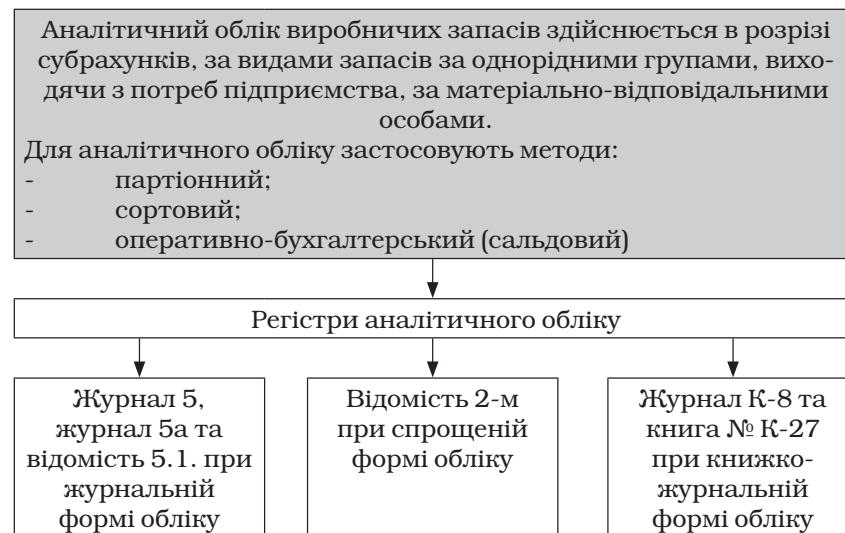 Аналітичний облік виробничих запасів здійснюється в розрізі
субрахунків, за видами запасів за однорідними групами, вихо-
дячи з потреб підприємства, за матеріально-відповідальними
особами.
Для аналітичного обліку застосовують методи:
- партіонний;
- сортовий;
- оперативно-бухгалтерський (сальдовий)
Регістри аналітичного обліку
Журнал 5,
журнал 5а та
відомість 5.1. при
журнальній
формі обліку
Відомість 2-м
при спрощеній
формі обліку
Журнал К-8 та
книга № К-27
при книжко-
журнальній
формі обліку